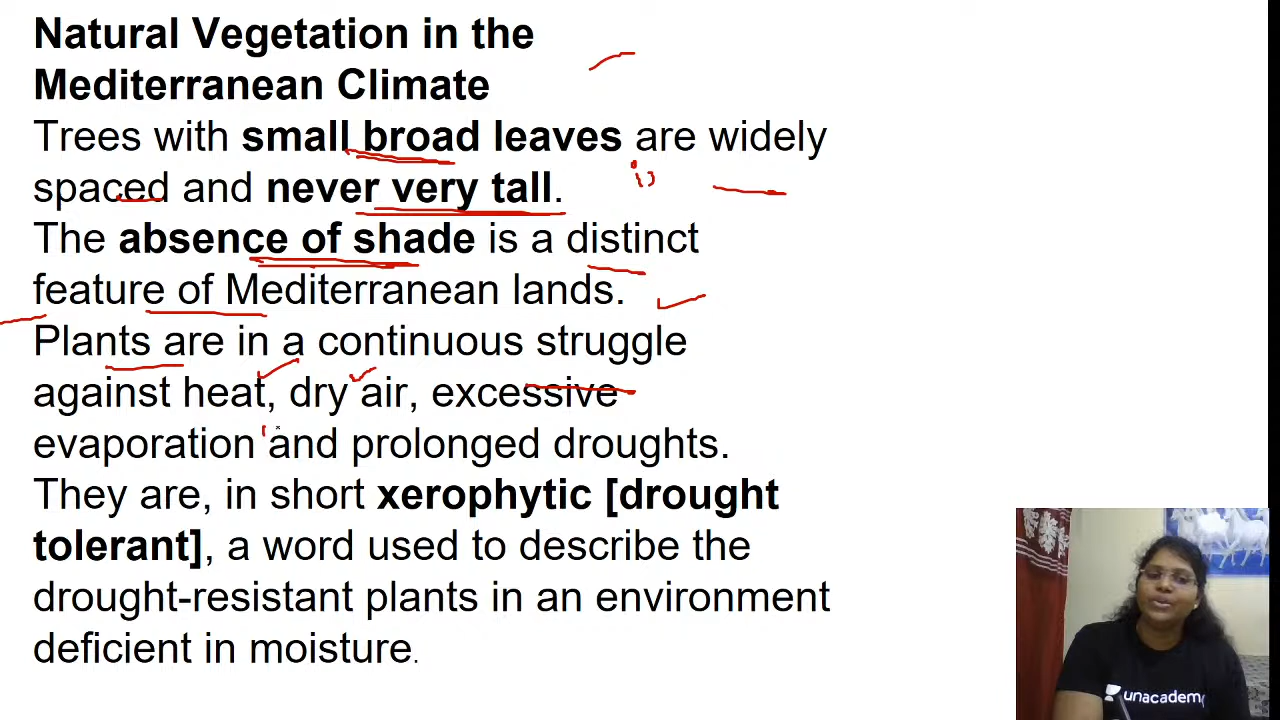 Natural Vegetation in the
Mediterranean Climate
Trees with small broad leaves are widely
spaced and never very tall.
The absence of shade is a distinct
feature of Mediterranean lands.
Plants are in a continuous struggle
against heat, dry air, excessive
evaporation and prolonged droughts.
They are, in short xerophytic [drought
tolerant], a word used to describe the
drought-resistant plants in an environment
deficient in moisture.
unacademy